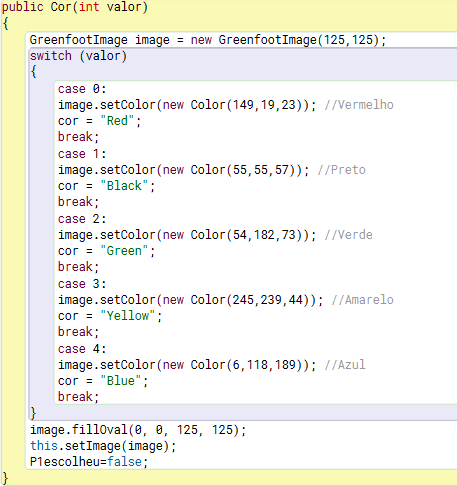 public Cor(int valor)
{
GreenfootImage image = new GreenfootImage(125,125);
switch (valor)
{
case 0:
image.setColor(new Color(149,19,23)); //Vermelho
cor = "Red";
break;
case 1:
image.setColor(new Color(55,55,57)); //Preto
cor = "Black";
break;
case 2:
image.setColor(new Color(54,182,73)); //Verde
cor = "Green";
break;
case 3:
image.setColor(new Color(245,239,44)); //Amarelo
cor = "Yellow";
break;
case 4:
image.setColor(new Color(6,118,189)); //Azul
cor = "Blue";
break;
}
image.fillOval(0, 0, 125, 125);
this.setImage(image);
P1escolheu=false;
}